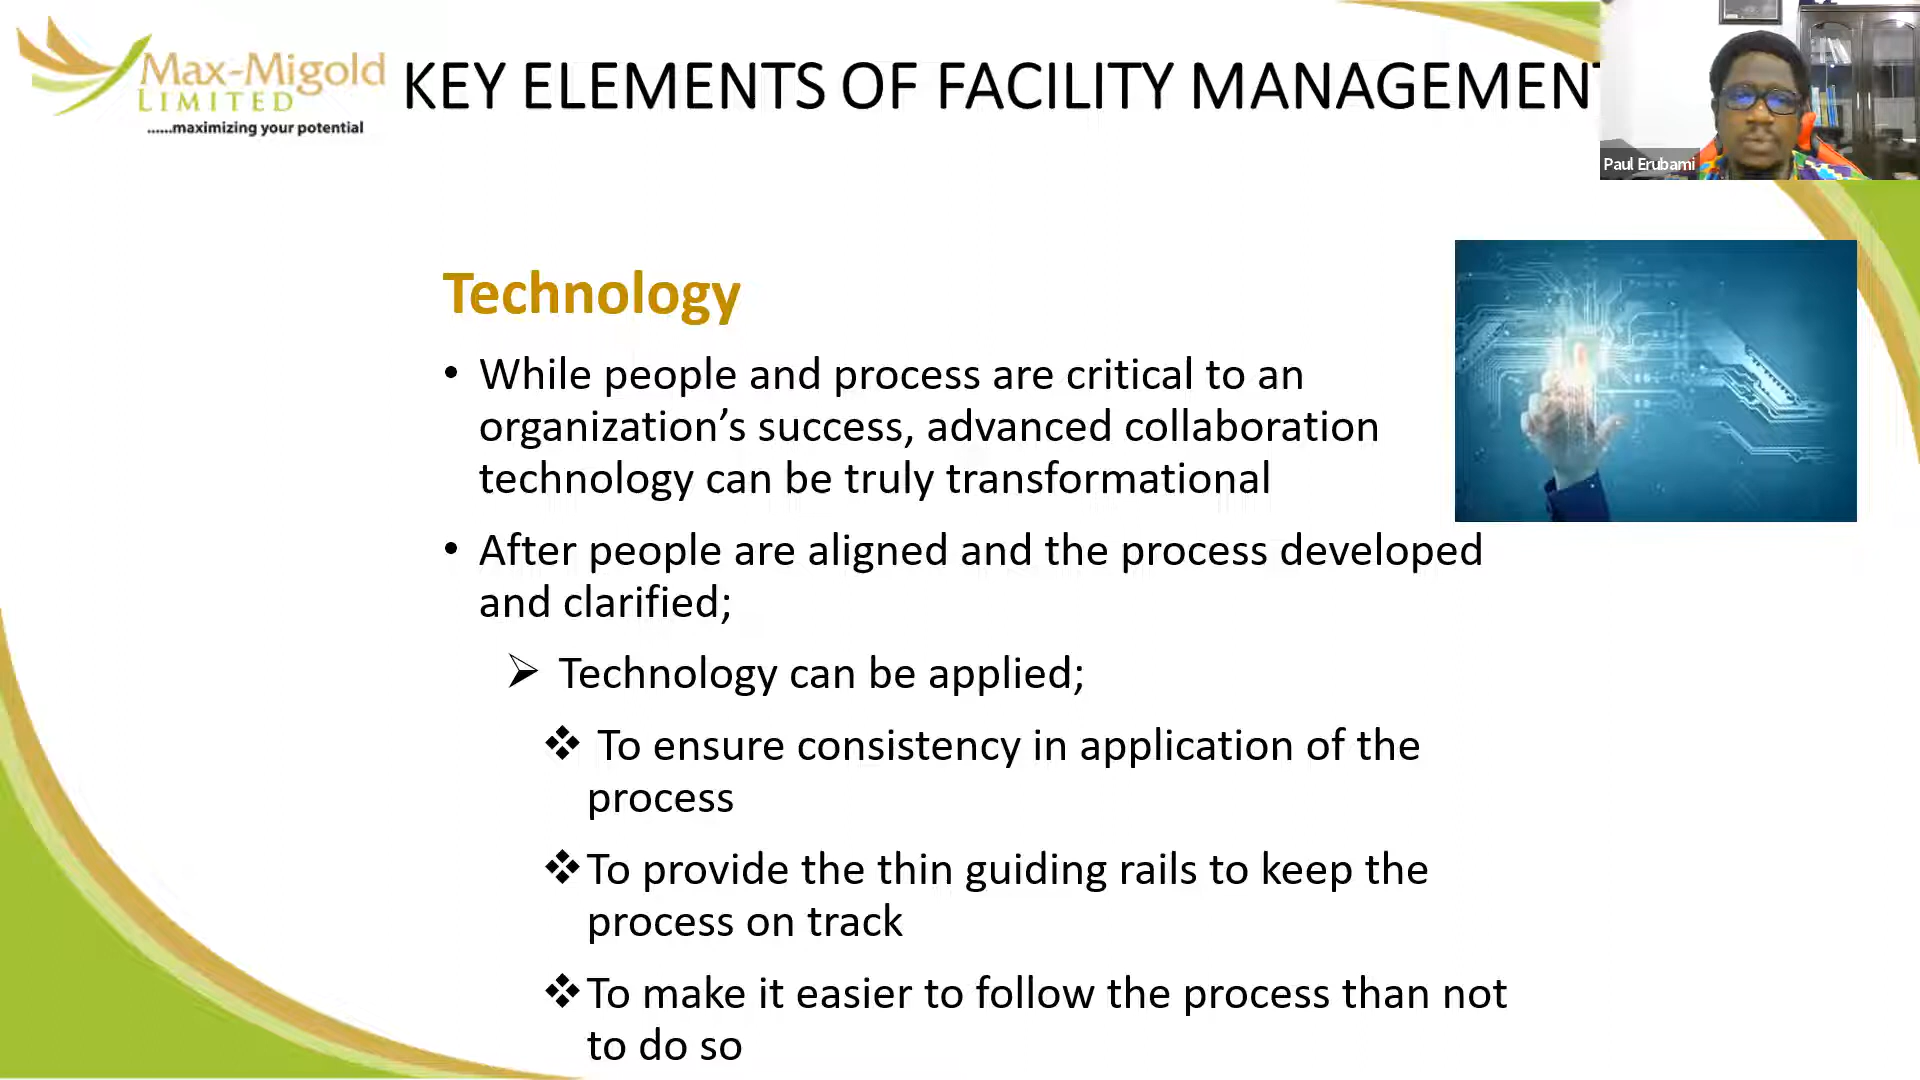 Max-Migold
LIMITED
......maximizing your potential
KEY ELEMENTS OF FACILITY MANAGEMENT
Paul Erubami
Technology
• While people and process are critical to an
organization’s success, advanced collaboration
technology can be truly transformational
• After people are aligned and the process developed
and clarified;
➢ Technology can be applied;
❖ To ensure consistency in application of the
process
❖ To provide the thin guiding rails to keep the
process on track
❖ To make it easier to follow the process than not
to do so